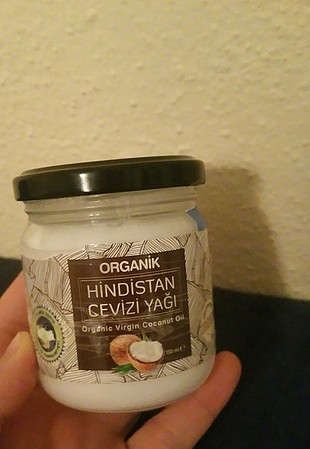 ORGANİK
HİNDİSTAN
CEVİZİ YAĞI
Organic Virgin Coconut Oil